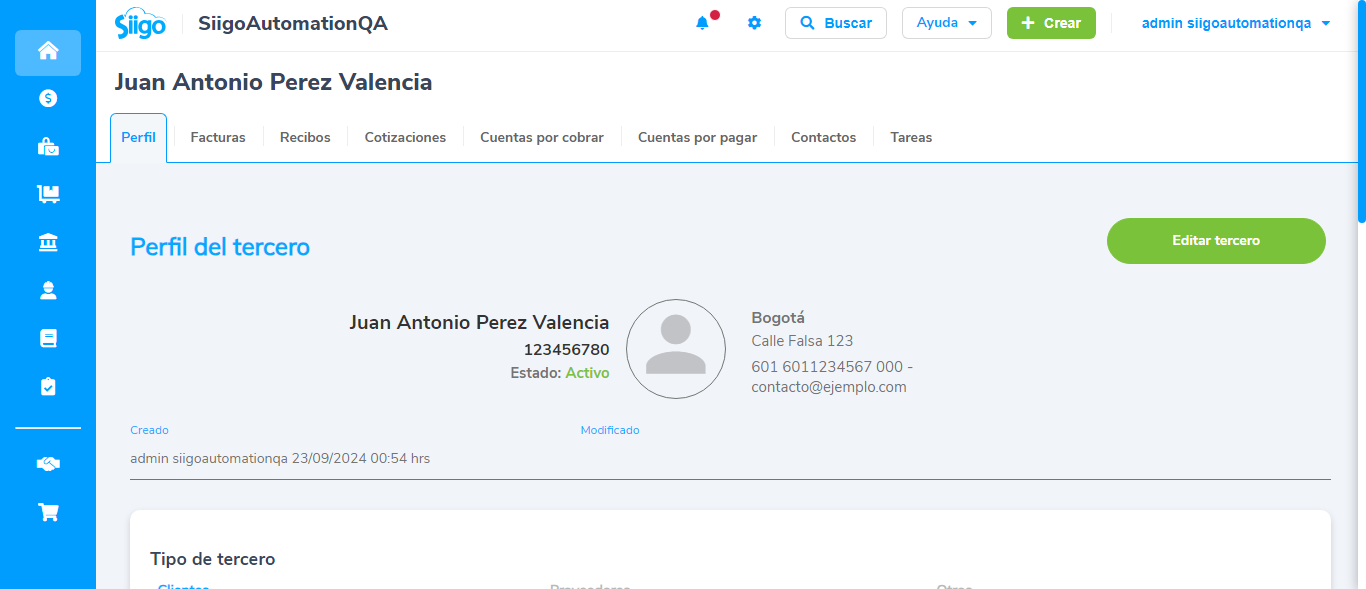 Siigo
SiigoAutomationQA
Buscar
Ayuda
Crear
admin siigoautomationqa
Juan Antonio Perez Valencia
Perfil
Facturas
Recibos
Cotizaciones
Cuentas por cobrar
Cuentas por pagar
Contactos
Tareas
Perfil del tercero
Editar tercero
Juan Antonio Perez Valencia
123456780
Estado: Activo
Bogotá
Calle Falsa 123
601 6011234567 000 -
contacto@ejemplo.com
Creado
Modificado
admin siigoautomationqa 23/09/2024 00:54 hrs
Tipo de tercero
Clientes
Proveedores
Otros